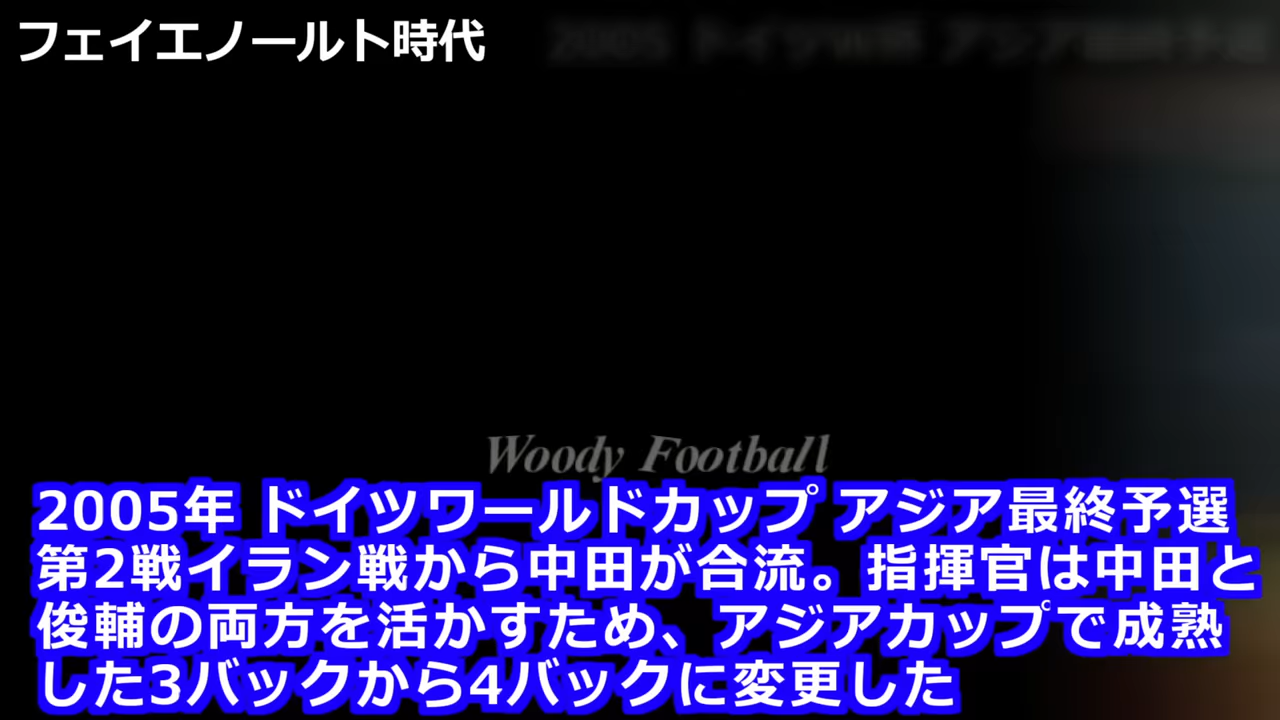 フェイエノールト時代
Woody Football
2005年 ドイツワールドカップ アジア最終予選
第2戦イラン戦から中田が合流。指揮官は中田と
俊輔の両方を活かすため、アジアカップで成熟
した3バックから4バックに変更した